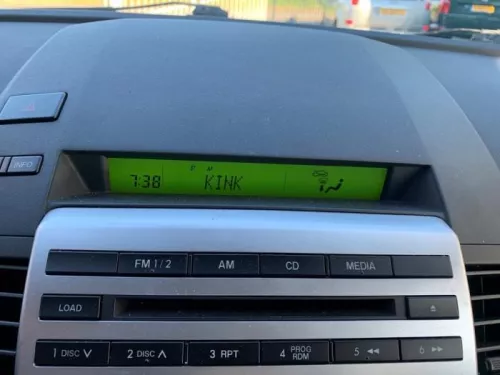 INFO
7:38 KINK
FM 1/2 AM CD MEDIA
LOAD
1 DISC ∨ 2 DISC ∧ 3 RPT 4 PROG RDM 5 ◀◀ 6 ▶▶